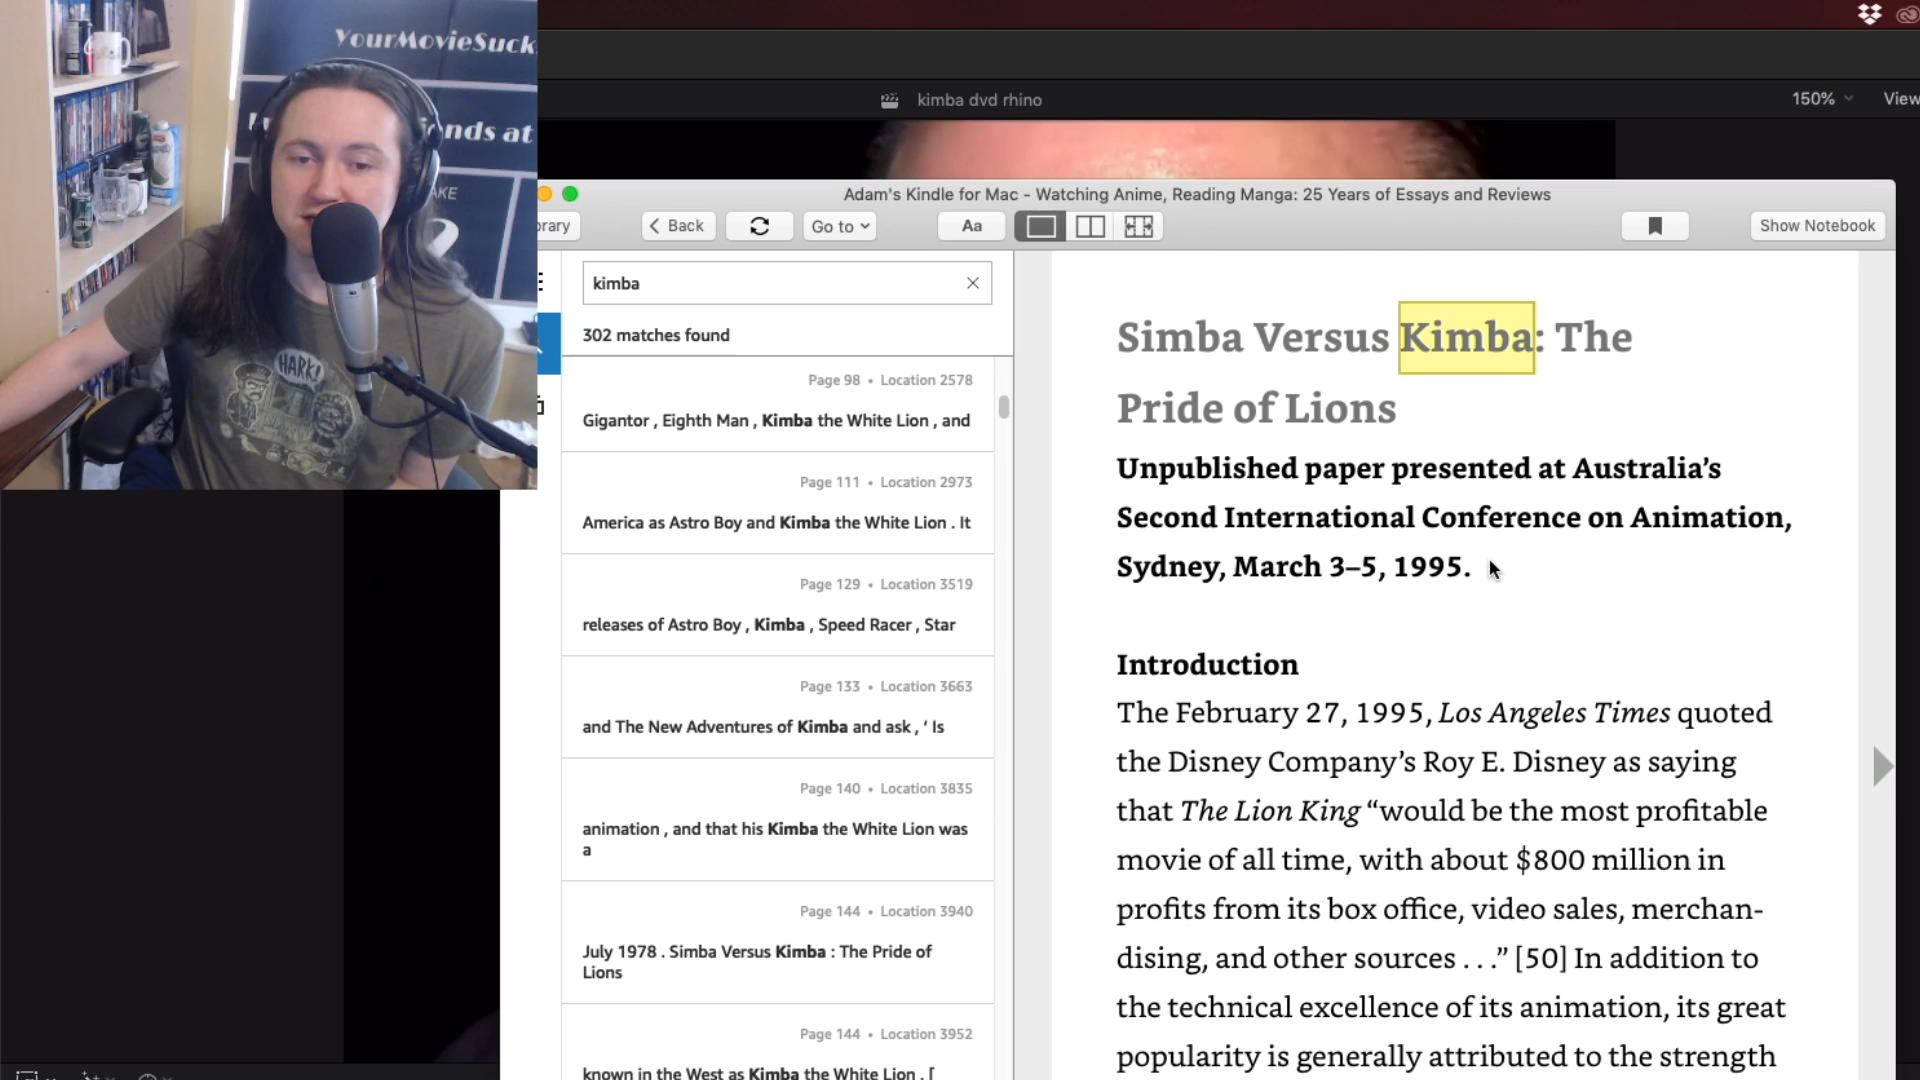 YourMovieSuck
ends at
AKE
HARK!
kimba dvd rhino
150%
View
Adam's Kindle for Mac - Watching Anime, Reading Manga: 25 Years of Essays and Reviews
brary
Back
Go to
Aa
Show Notebook
kimba
302 matches found
Page 98 • Location 2578
Gigantor , Eighth Man , Kimba the White Lion , and
Page 111 • Location 2973
America as Astro Boy and Kimba the White Lion . It
Page 129 • Location 3519
releases of Astro Boy , Kimba , Speed Racer , Star
Page 133 • Location 3663
and The New Adventures of Kimba and ask , ‘ Is
Page 140 • Location 3835
animation , and that his Kimba the White Lion was
a
Page 144 • Location 3940
July 1978 . Simba Versus Kimba : The Pride of
Lions
Page 144 • Location 3952
known in the West as Kimba the White Lion . [
Simba Versus Kimba: The
Pride of Lions
Unpublished paper presented at Australia’s
Second International Conference on Animation,
Sydney, March 3–5, 1995.
Introduction
The February 27, 1995, Los Angeles Times quoted
the Disney Company’s Roy E. Disney as saying
that The Lion King “would be the most profitable
movie of all time, with about $800 million in
profits from its box office, video sales, merchan-
dising, and other sources . . .” [50] In addition to
the technical excellence of its animation, its great
popularity is generally attributed to the strength